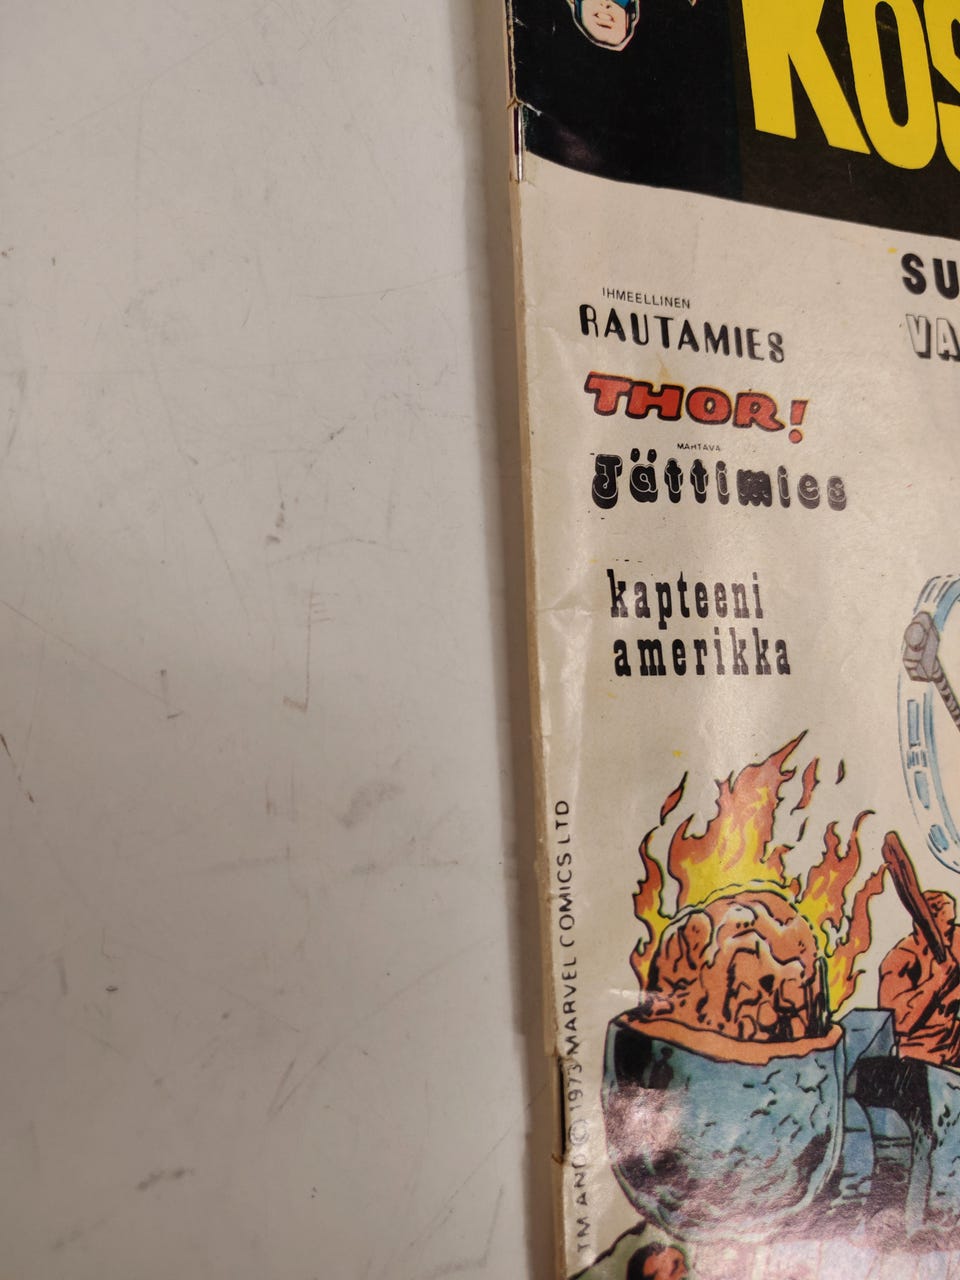 KOS
SU
VA
IHMEELLINEN
RAUTAMIES
THOR!
MAHTAVA
Jättimies
kapteeni
amerikka
TM AND © 1973 MARVEL COMICS LTD